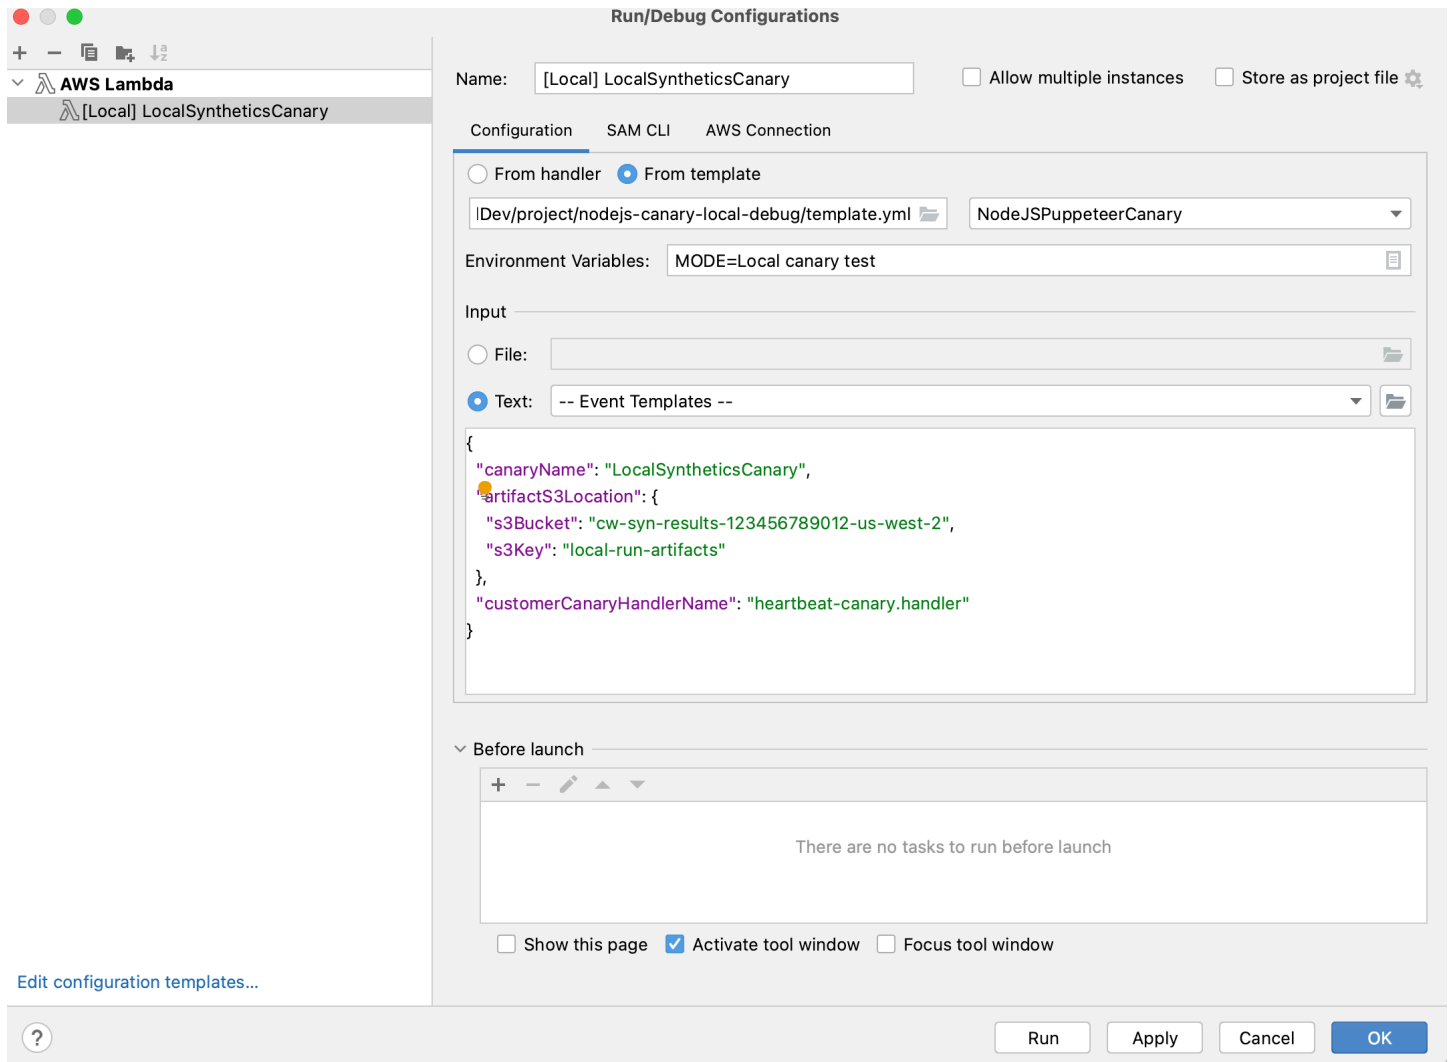 Run/Debug Configurations
AWS Lambda
[Local] LocalSyntheticsCanary
Name: [Local] LocalSyntheticsCanary Allow multiple instances Store as project file
Configuration SAM CLI AWS Connection
From handler From template
Dev/project/nodejs-canary-local-debug/template.yml NodeJSPuppeteerCanary
Environment Variables: MODE=Local canary test
Input
File:
Text: -- Event Templates --
{
"canaryName": "LocalSyntheticsCanary",
"artifactS3Location": {
"s3Bucket": "cw-syn-results-123456789012-us-west-2",
"s3Key": "local-run-artifacts"
},
"customerCanaryHandlerName": "heartbeat-canary.handler"
}
Before launch
There are no tasks to run before launch
Show this page Activate tool window Focus tool window
Edit configuration templates...
? Run Apply Cancel OK